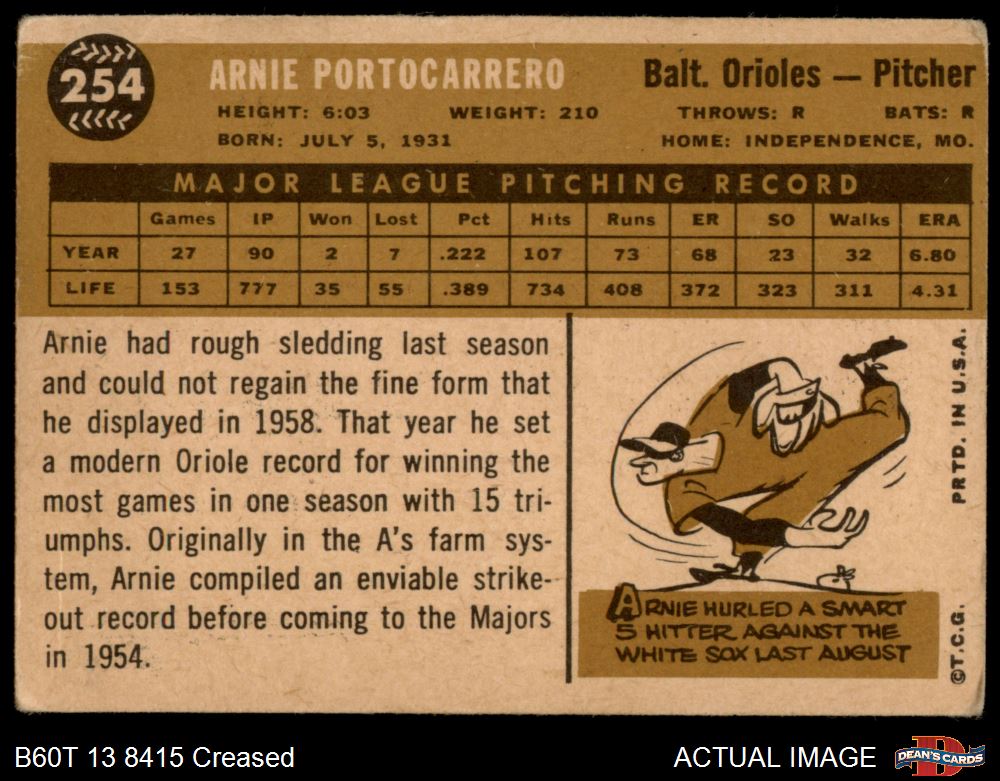 254
ARNIE PORTOCARRERO
Balt. Orioles — Pitcher
HEIGHT: 6:03 WEIGHT: 210 THROWS: R BATS: R
BORN: JULY 5, 1931 HOME: INDEPENDENCE, MO.
MAJOR LEAGUE PITCHING RECORD
Games IP Won Lost Pct Hits Runs ER SO Walks ERA
YEAR 27 90 2 7 .222 107 73 68 23 32 6.80
LIFE 153 777 35 55 .389 734 408 372 323 311 4.31
Arnie had rough sledding last season
and could not regain the fine form that
he displayed in 1958. That year he set
a modern Oriole record for winning the
most games in one season with 15 tri-
umphs. Originally in the A's farm sys-
tem, Arnie compiled an enviable strike-
out record before coming to the Majors
in 1954.
ARNIE HURLED A SMART
5 HITTER AGAINST THE
WHITE SOX LAST AUGUST
©T.C.G. PRTD. IN U.S.A.
B60T 13 8415 Creased
ACTUAL IMAGE
DEAN'S CARDS